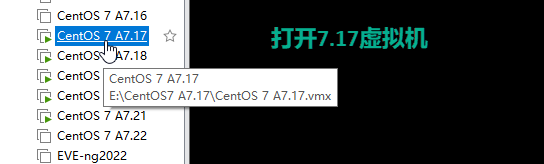 CentOS 7 A7.16
CentOS 7 A7.17
打开7.17虚拟机
CentOS 7 A7.18
CentOS
CentOS 7 A7.17
E:\CentOS7 A7.17\CentOS 7 A7.17.vmx
CentOS
CentOS 7 A7.21
CentOS 7 A7.22
EVE-ng2022